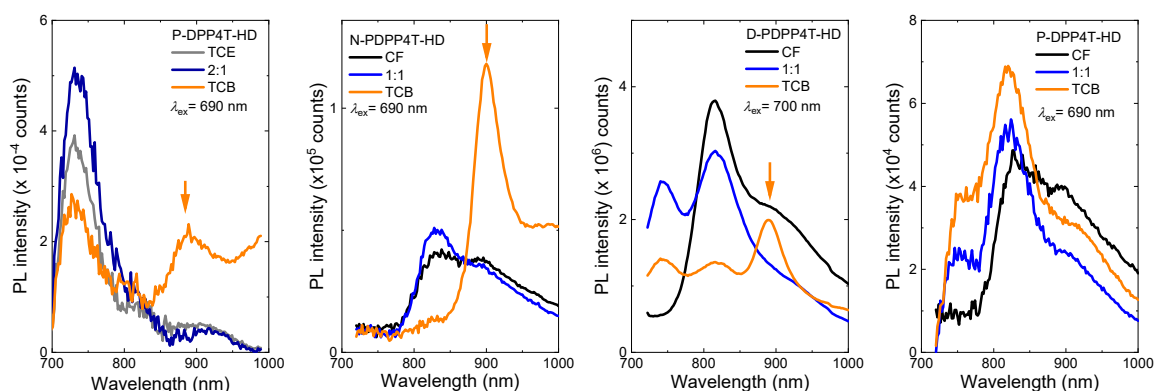 PL intensity (x 10-4 counts)
6
4
2
0
P-DPP4T-HD
TCE
2:1
TCB
λex= 690 nm
700 800 900 1000
Wavelength (nm)
PL intensity (x10⁵ counts)
1
0
N-PDPP4T-HD
CF
1:1
TCB
λex= 690 nm
700 800 900 1000
Wavelength (nm)
PL intensity (x 10⁶) counts)
4
2
0
D-PDPP4T-HD
CF
1:1
TCB
λex= 700 nm
700 800 900 1000
Wavelength (nm)
PL intensity (x10⁴ counts)
8
6
4
2
0
P-DPP4T-HD
CF
1:1
TCB
λex= 690 nm
700 800 900 1000
Wavelength (nm)